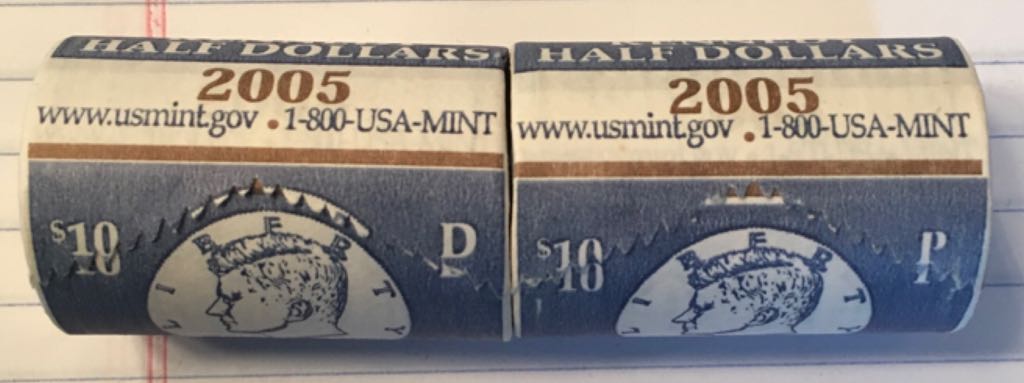 HALF DOLLARS
2005
www.usmint.gov . 1-800-USA-MINT
$10
D
LIBERTY
KENNEDY
HALF DOLLARS
2005
www.usmint.gov . 1-800-USA-MINT
$10
P
LIBERTY